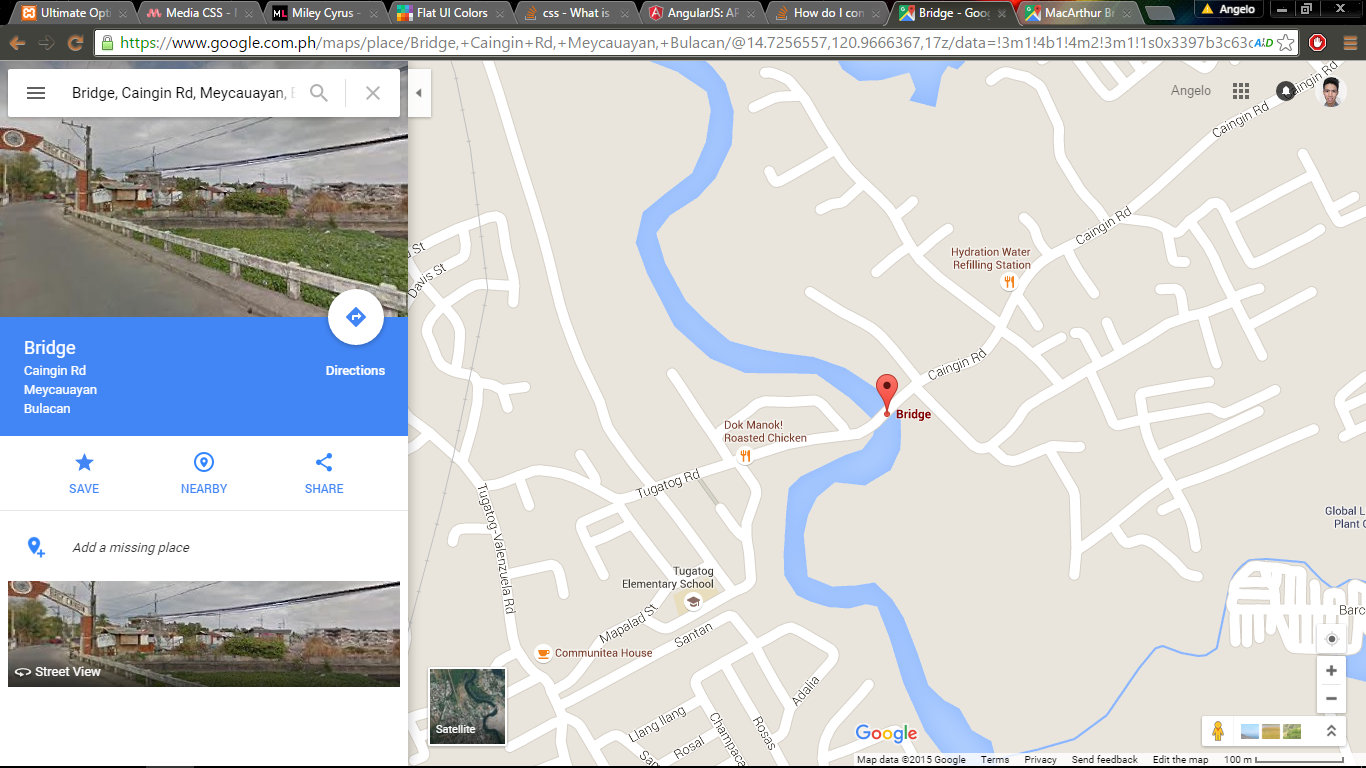 Ultimate Opti
Media CSS - M
Miley Cyrus -
Flat UI Colors
css - What is
AngularJS: AP
How do I con
Bridge - Goog
MacArthur Br
Angelo
https://www.google.com.ph/maps/place/Bridge,+Caingin+Rd,+Meycauayan,+Bulacan/@14.7256557,120.9666367,17z/data=!3m1!4b1!4m2!3m1!1s0x3397b3c63c
Bridge, Caingin Rd, Meycauayan,
Angelo
Bridge
Caingin Rd
Meycauayan
Bulacan
Directions
SAVE
NEARBY
SHARE
Add a missing place
Street View
Caingin Rd
Caingin Rd
Caingin Rd
Caingin Rd
Hydration Water
Refilling Station
St
Davis St
Bridge
Dok Manok!
Roasted Chicken
Tugatog Rd
Tugatog-Valenzuela Rd
Global L
Plant
Tugatog
Elementary School
Mapalad St
Santan
Communitea House
Barc
Adalia
Llang Ilang
Rosas
Champaca
Rosal
Sa
Satellite
Google
Map data ©2015 Google
Terms
Privacy
Send feedback
Edit the map
100 m